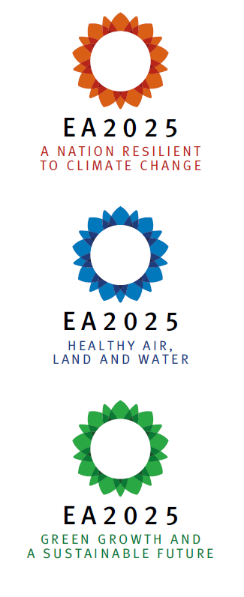 EA2025
A NATION RESILIENT
TO CLIMATE CHANGE
EA2025
HEALTHY AIR,
LAND AND WATER
EA2025
GREEN GROWTH AND
A SUSTAINABLE FUTURE